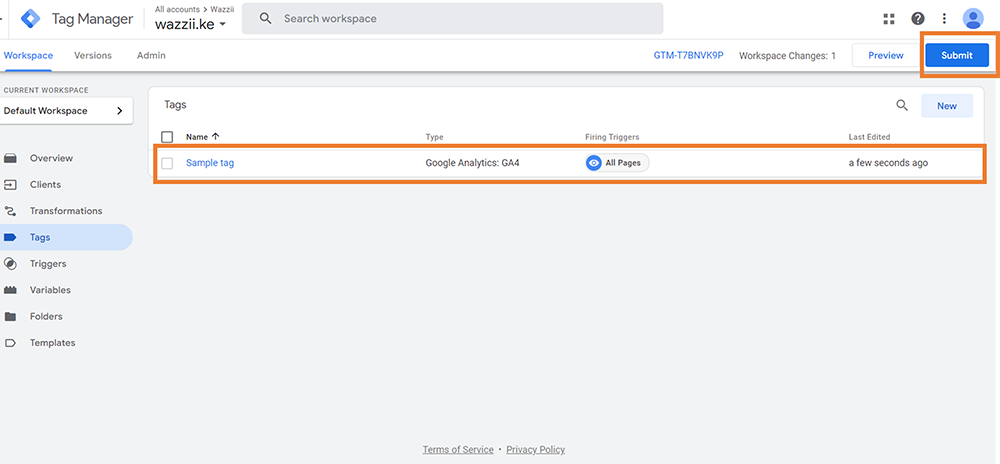 All accounts > Wazzii
Tag Manager
wazzii.ke
Search workspace
Workspace Versions Admin
GTM-T7BNVK9P Workspace Changes: 1 Preview Submit
CURRENT WORKSPACE
Default Workspace
Overview
Clients
Transformations
Tags
Triggers
Variables
Folders
Templates
Tags
New
Name Type Firing Triggers Last Edited
Sample tag Google Analytics: GA4 All Pages a few seconds ago
Terms of Service • Privacy Policy